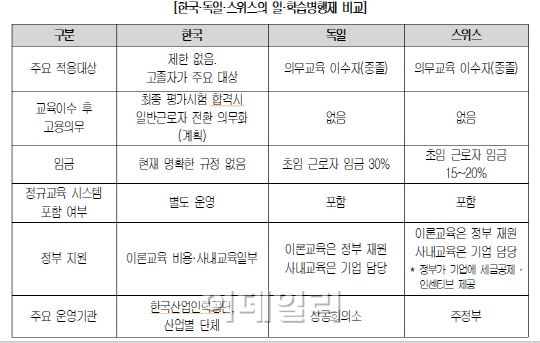 [한국·독일·스위스의 일·학습병행제 비교]
구분 한국 독일 스위스
주요 적용대상 제한 없음. 고졸자가 주요 대상 의무교육 이수자(중졸) 의무교육 이수자(중졸)
교육이수 후 고용의무 최종 평가시험 합격시 일반근로자 전환 의무화 (계획) 없음 없음
임금 현재 명확한 규정 없음 초임 근로자 임금 30% 초임 근로자 임금 15~20%
정규교육 시스템 포함 여부 별도 운영 포함 포함
정부 지원 이론교육 비용·사내교육일부 이론교육은 정부 재원 사내교육은 기업 담당 이론교육은 정부 재원 사내교육은 기업 담당 * 정부가 기업에 세금공제·인센티브 제공
주요 운영기관 한국산업인력공단, 산업별 단체 상공회의소 주정부
이데일리